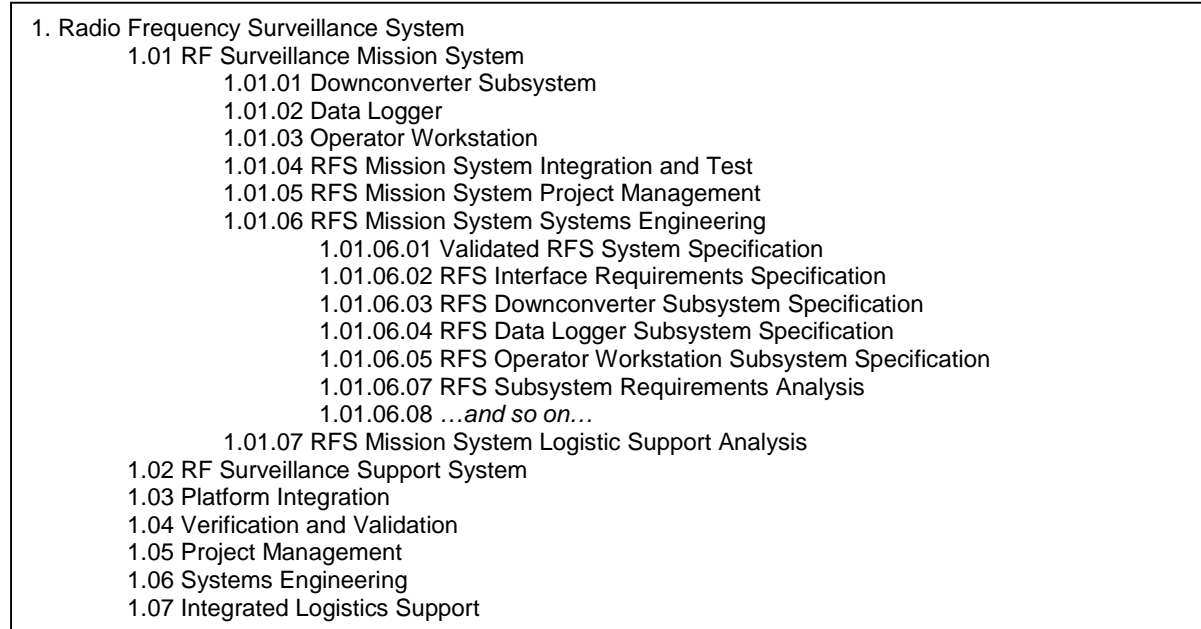 1. Radio Frequency Surveillance System
1.01 RF Surveillance Mission System
1.01.01 Downconverter Subsystem
1.01.02 Data Logger
1.01.03 Operator Workstation
1.01.04 RFS Mission System Integration and Test
1.01.05 RFS Mission System Project Management
1.01.06 RFS Mission System Systems Engineering
1.01.06.01 Validated RFS System Specification
1.01.06.02 RFS Interface Requirements Specification
1.01.06.03 RFS Downconverter Subsystem Specification
1.01.06.04 RFS Data Logger Subsystem Specification
1.01.06.05 RFS Operator Workstation Subsystem Specification
1.01.06.07 RFS Subsystem Requirements Analysis
1.01.06.08 …and so on…
1.01.07 RFS Mission System Logistic Support Analysis
1.02 RF Surveillance Support System
1.03 Platform Integration
1.04 Verification and Validation
1.05 Project Management
1.06 Systems Engineering
1.07 Integrated Logistics Support